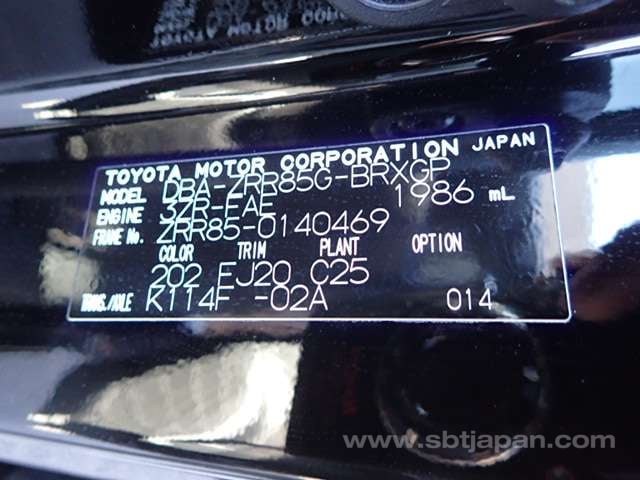 TOYOTA MOTOR CORPORATION JAPAN
MODEL DBA-ZRR85G-BRXGP
ENGINE 3ZR-FAE 1986 mL
FRAME No. ZRR85-0140469
COLOR TRIM PLANT OPTION
202 FJ20 C25
TRANS./AXLE K114F -02A 014
www.sbtjapan.com